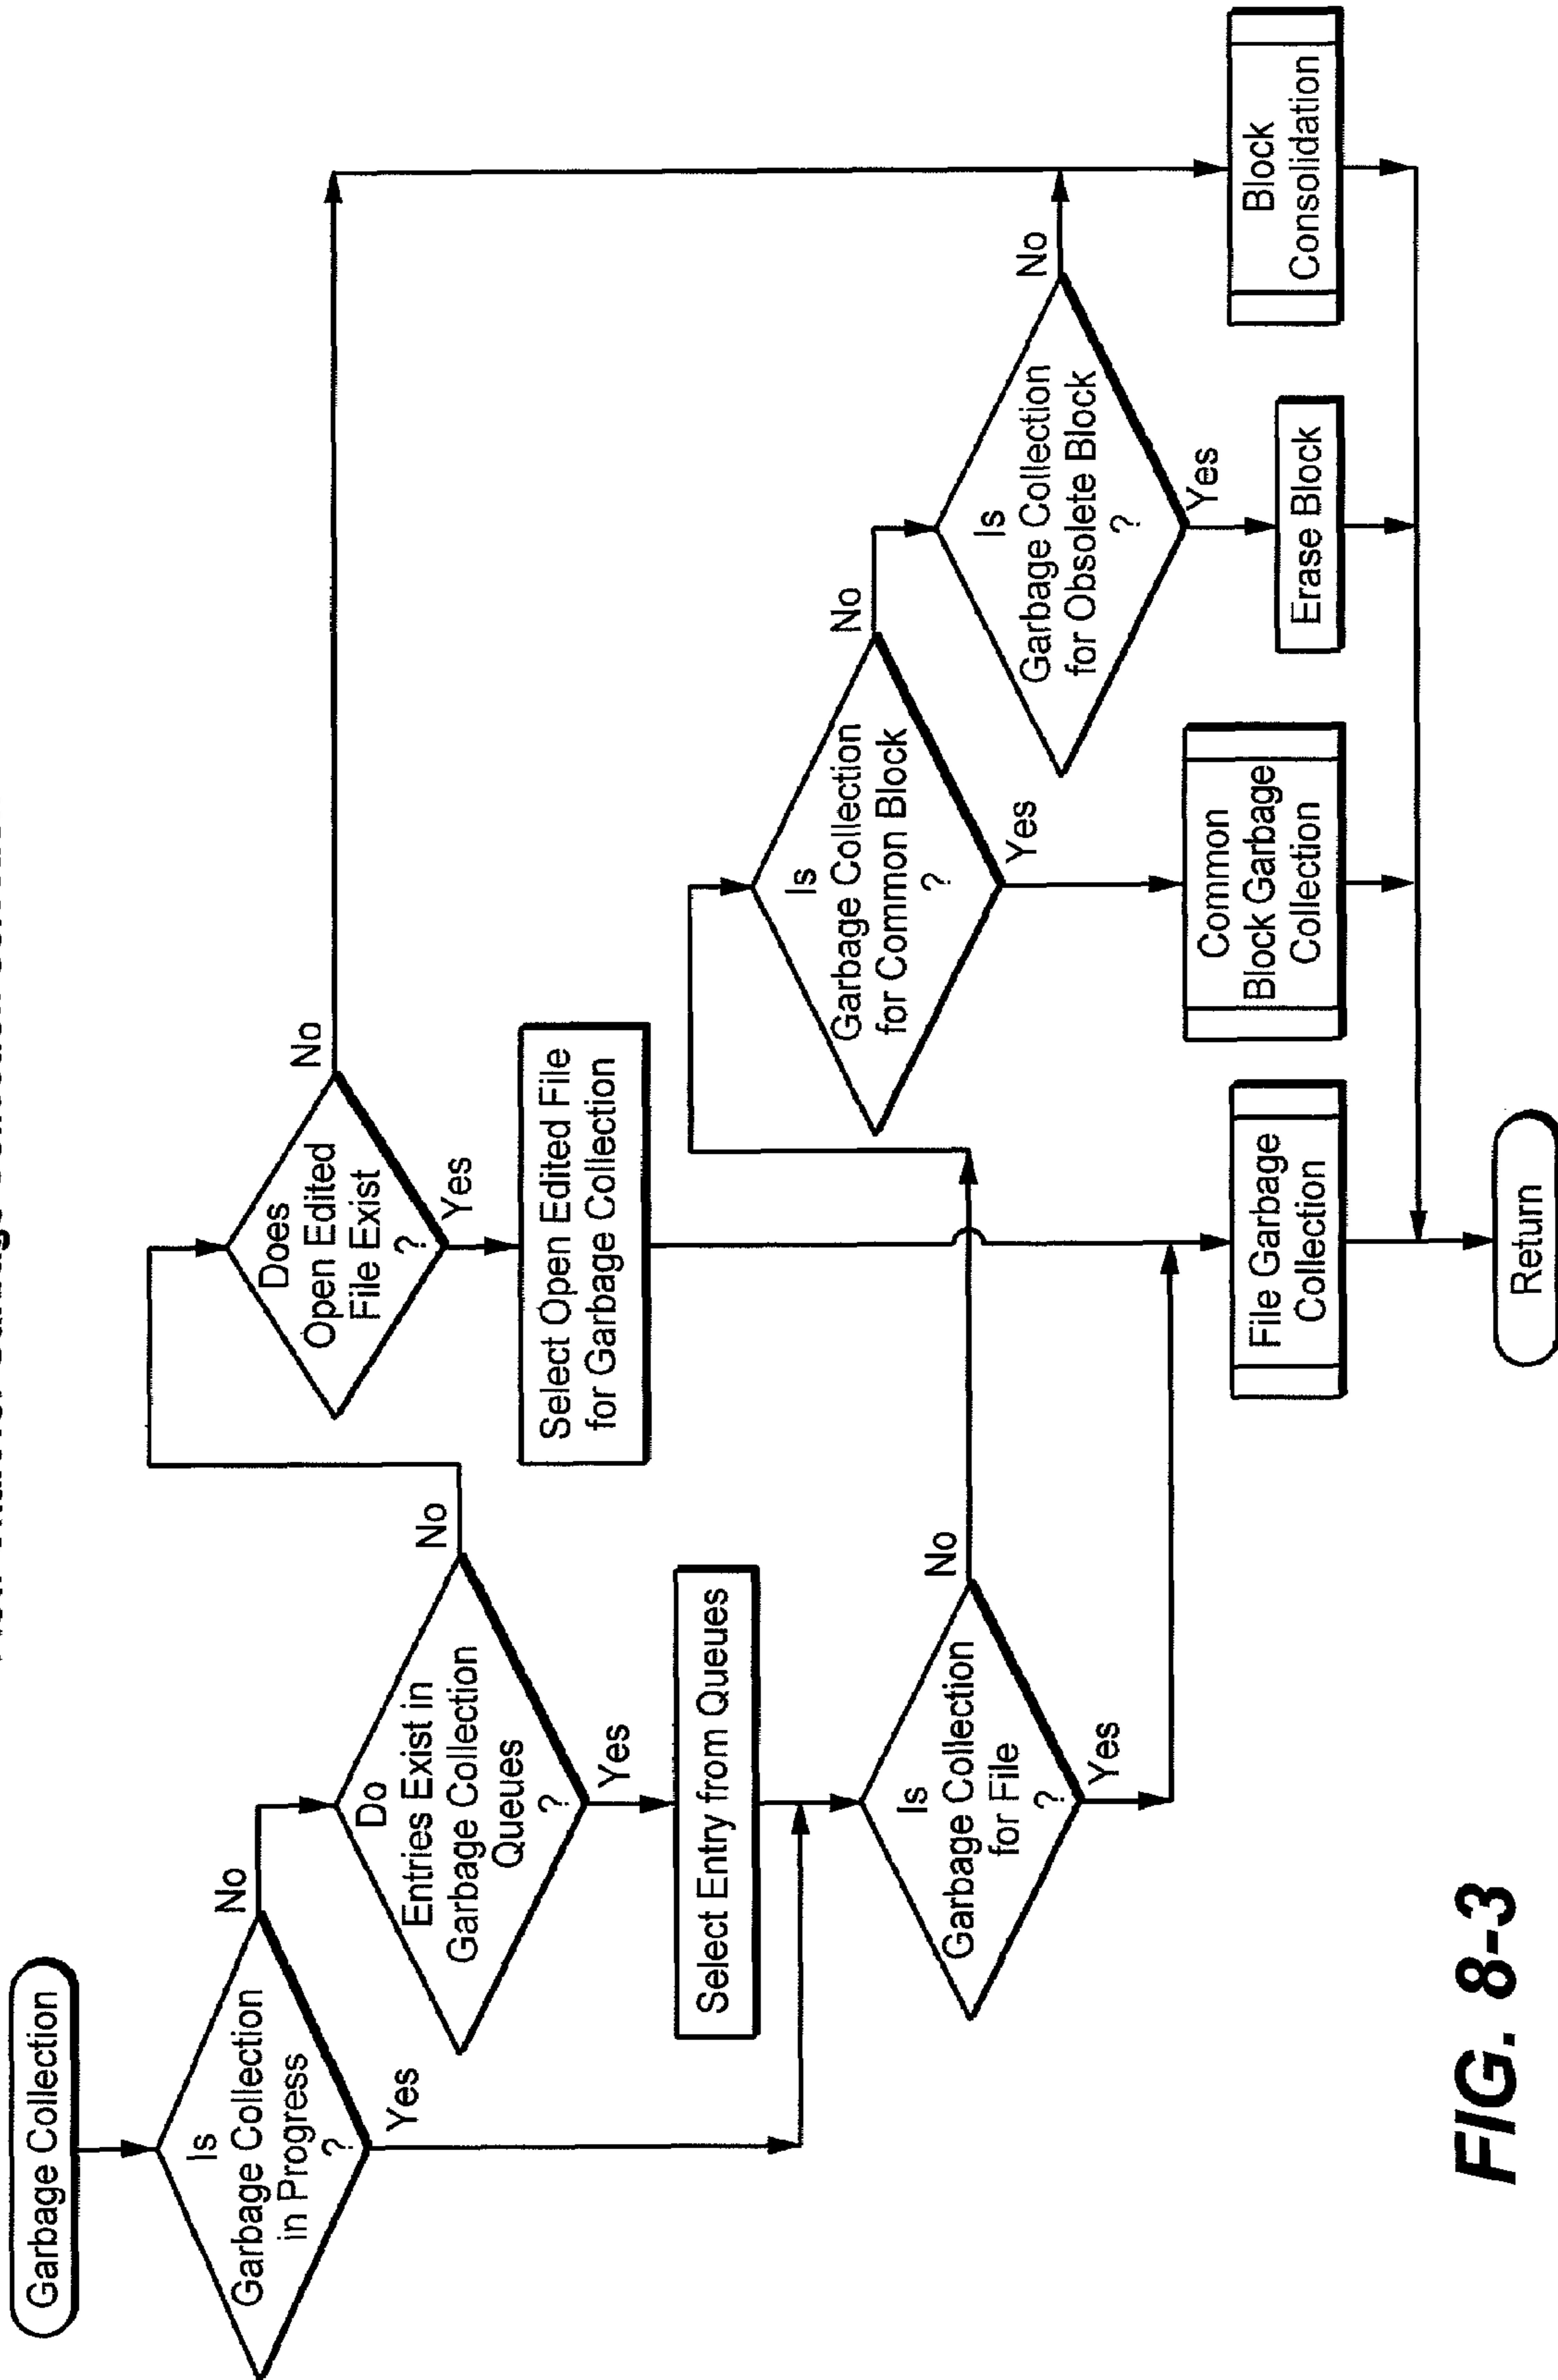 Garbage Collection
Is
Garbage Collection
in Progress
?
No
Yes
Do
Entries Exist in
Garbage Collection
Queues
?
No
Yes
Select Entry from Queues
Does
Open Edited
File Exist
?
No
Yes
Select Open Edited File
for Garbage Collection
Is
Garbage Collection
for File
?
No
Yes
Is
Garbage Collection
for Common Block
?
No
Yes
Is
Garbage Collection
for Obsolete Block
?
No
Yes
File Garbage
Collection
Common
Block Garbage
Collection
Erase Block
Block
Consolidation
Return
FIG. 8-3